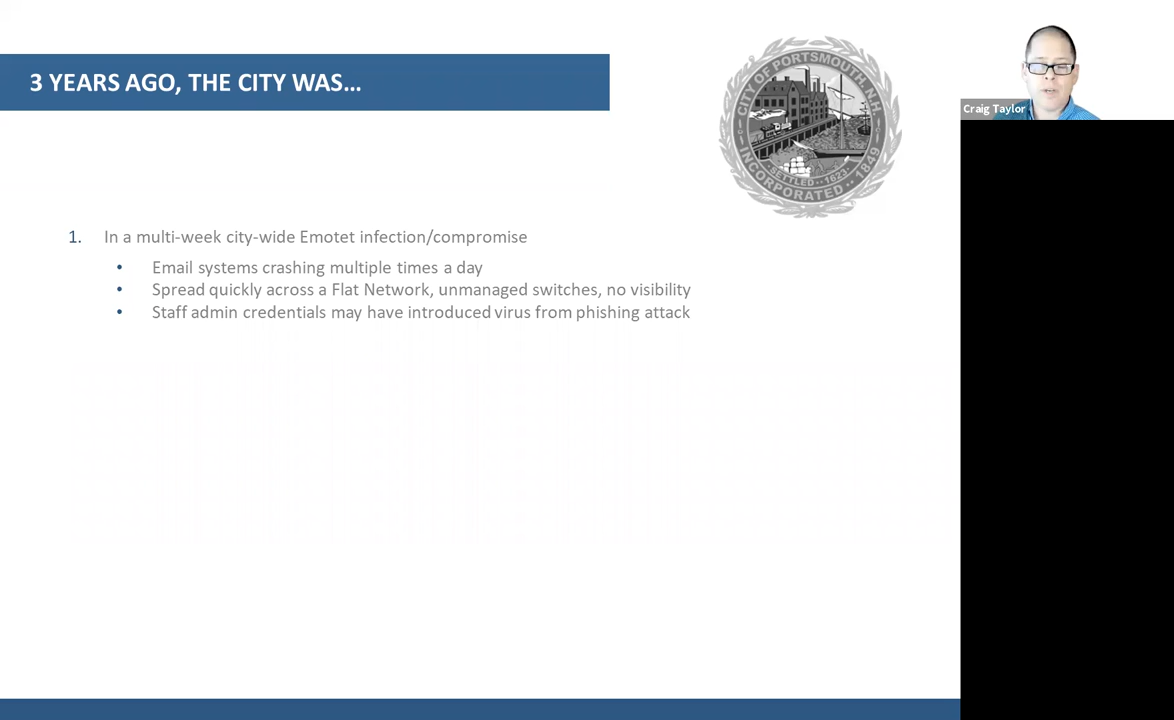 3 YEARS AGO, THE CITY WAS…
CITY OF PORTSMOUTH, N.H.
SETTLED 1623
INCORPORATED 1849
Craig Taylor
1. In a multi-week city-wide Emotet infection/compromise
• Email systems crashing multiple times a day
• Spread quickly across a Flat Network, unmanaged switches, no visibility
• Staff admin credentials may have introduced virus from phishing attack